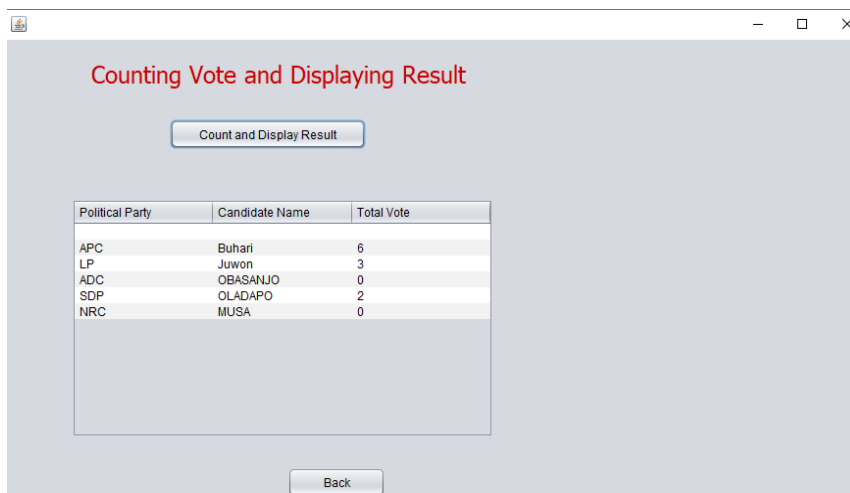 Counting Vote and Displaying Result
Count and Display Result
Political Party Candidate Name Total Vote
APC Buhari 6
LP Juwon 3
ADC OBASANJO 0
SDP OLADAPO 2
NRC MUSA 0
Back